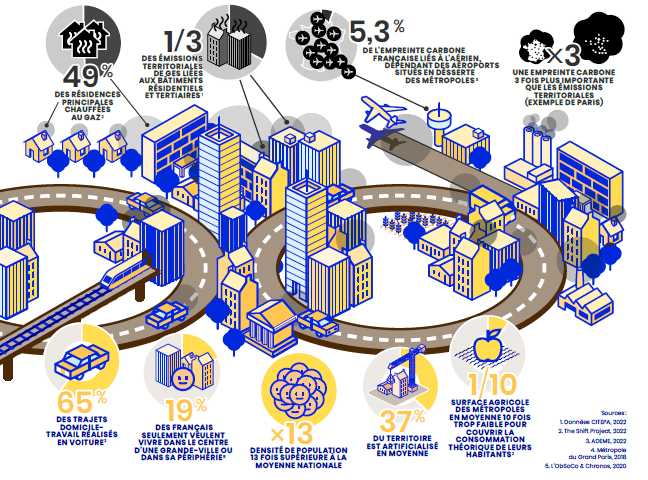 49%
DES RÉSIDENCES
PRINCIPALES
CHAUFFÉES
AU GAZ²
1/3
DES ÉMISSIONS
TERRITORIALES
DE GES LIÉES
AUX BÂTIMENTS
RÉSIDENTIELS
ET TERTIAIRES¹
5,3%
DE L'EMPREINTE CARBONE
FRANÇAISE LIÉS À L'AÉRIEN,
DÉPENDANT DES AÉROPORTS
SITUÉS EN DESSERTE
DES MÉTROPOLES
×3
UNE EMPREINTE CARBONE
3 FOIS PLUS IMPORTANTE
QUE LES ÉMISSIONS
TERRITORIALES
(EXEMPLE DE PARIS)
65%
DES TRAJETS
DOMICILE-
TRAVAIL RÉALISÉS
EN VOITURE
19%
DES FRANÇAIS
SEULEMENT VEULENT
VIVRE DANS LE CENTRE
D'UNE GRANDE-VILLE OU
DANS SA PÉRIPHÉRIE
×13
DENSITÉ DE POPULATION
13 FOIS SUPÉRIEURE À LA
MOYENNE NATIONALE
37%
DU TERRITOIRE
EST ARTIFICIALISÉ
EN MOYENNE
1/10
SURFACE AGRICOLE
DES MÉTROPOLES
EN MOYENNE 10 FOIS
TROP FAIBLE POUR
COUVRIR LA
CONSOMMATION
THÉORIQUE DE LEURS
HABITANTS
Sources :
1. Données CITEPA, 2022
2. The Shift Project, 2022
3. ADEME, 2022
4. Métropole
du Grand Paris, 2018
5. L'ObSoCo & Chronos, 2020